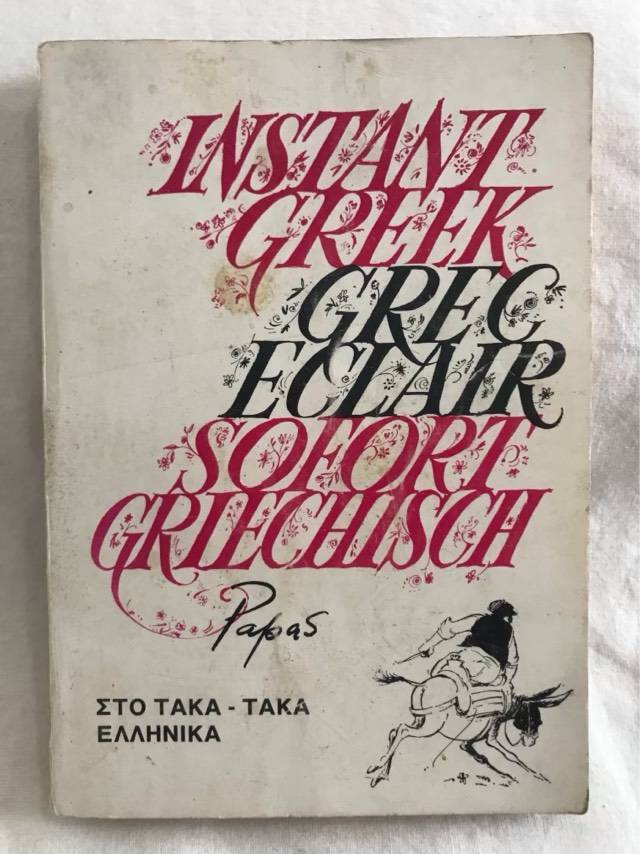 INSTANT
GREEK
GREC
ECLAIR
SOFORT
GRIECHISCH
Papas
ΣΤΟ ΤΑΚΑ - ΤΑΚΑ
ΕΛΛΗΝΙΚΑ